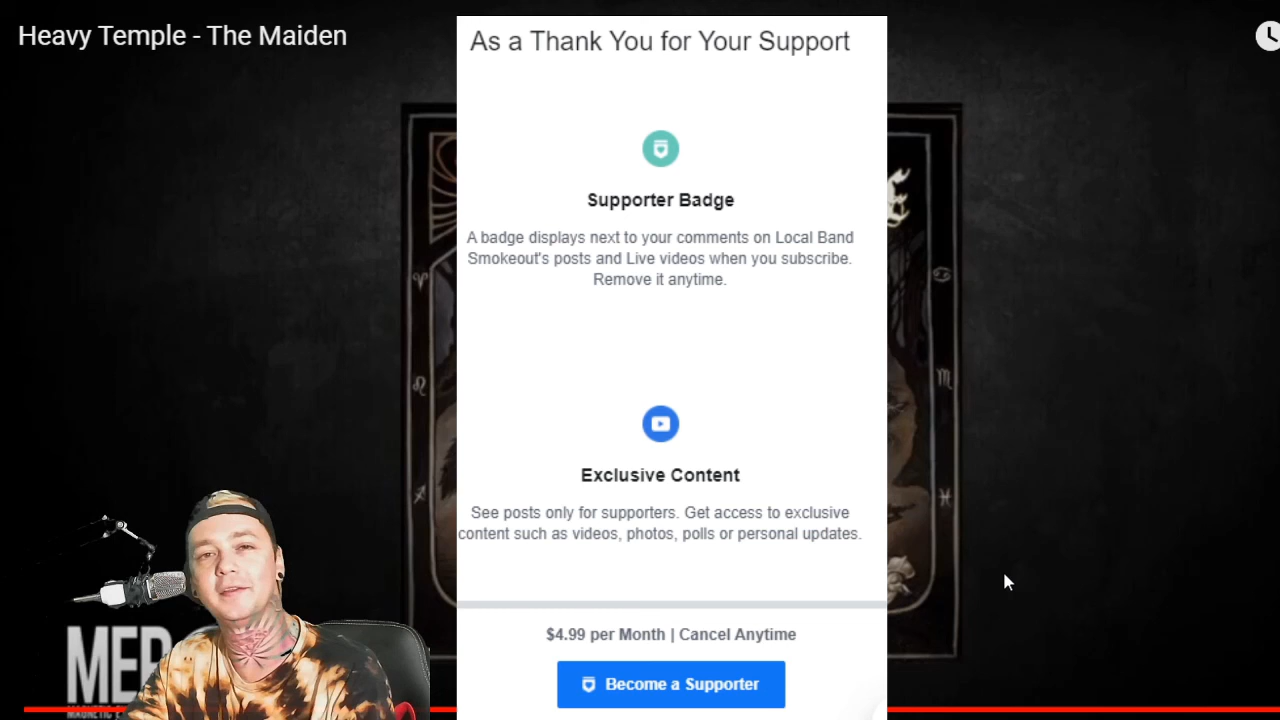 Heavy Temple - The Maiden
As a Thank You for Your Support
Supporter Badge
A badge displays next to your comments on Local Band
Smokeout's posts and Live videos when you subscribe.
Remove it anytime.
Exclusive Content
See posts only for supporters. Get access to exclusive
content such as videos, photos, polls or personal updates.
$4.99 per Month | Cancel Anytime
Become a Supporter